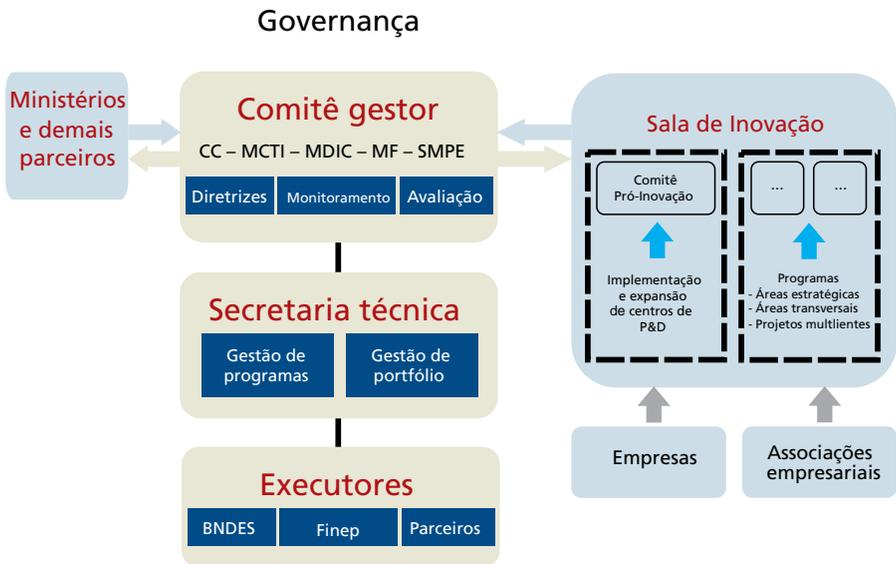 Governança
Ministérios
e demais
parceiros
Comitê gestor
CC – MCTI – MDIC – MF – SMPE
Diretrizes
Monitoramento
Avaliação
Secretaria técnica
Gestão de
programas
Gestão de
portfólio
Executores
BNDES
Finep
Parceiros
Sala de Inovação
Comitê
Pró-Inovação
...
...
Implementação
e expansão
de centros de
P&D
Programas
- Áreas estratégicas
- Áreas transversais
- Projetos multlientes
Empresas
Associações
empresariais